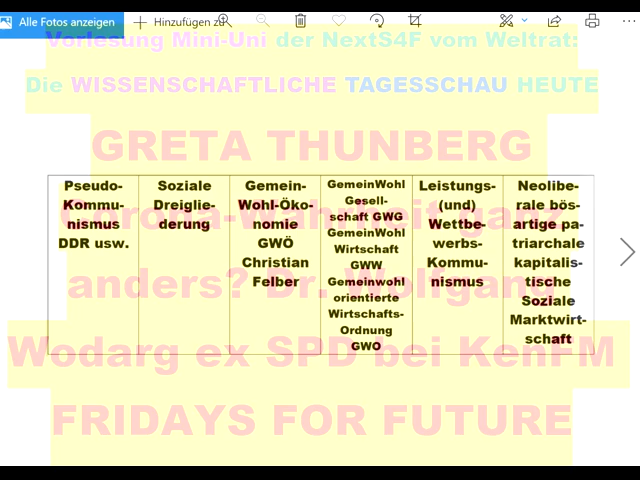 Alle Fotos anzeigen
Hinzufügen zu
Vorlesung Mini-Uni der NextS4F vom Weltrat:
Die WISSENSCHAFTLICHE TAGESSCHAU HEUTE
GRETA THUNBERG
Corona-Wahrheit ganz
anders? Dr. Wolfgang
Wodarg ex SPD bei KenFM
FRIDAYS FOR FUTURE
Pseudo-
Kommu-
nismus
DDR usw.
Soziale
Dreiglie-
derung
Gemein-
Wohl-Öko-
nomie
GWÖ
Christian
Felber
GemeinWohl
Gesell-
schaft GWG
GemeinWohl
Wirtschaft
GWW
Gemeinwohl
orientierte
Wirtschafts-
Ordnung
GWO
Leistungs-
(und)
Wettbe-
werbs-
Kommu-
nismus
Neolibe-
rale bös-
artige pa-
triarchale
kapitalis-
tische
Soziale
Marktwirt-
schaft